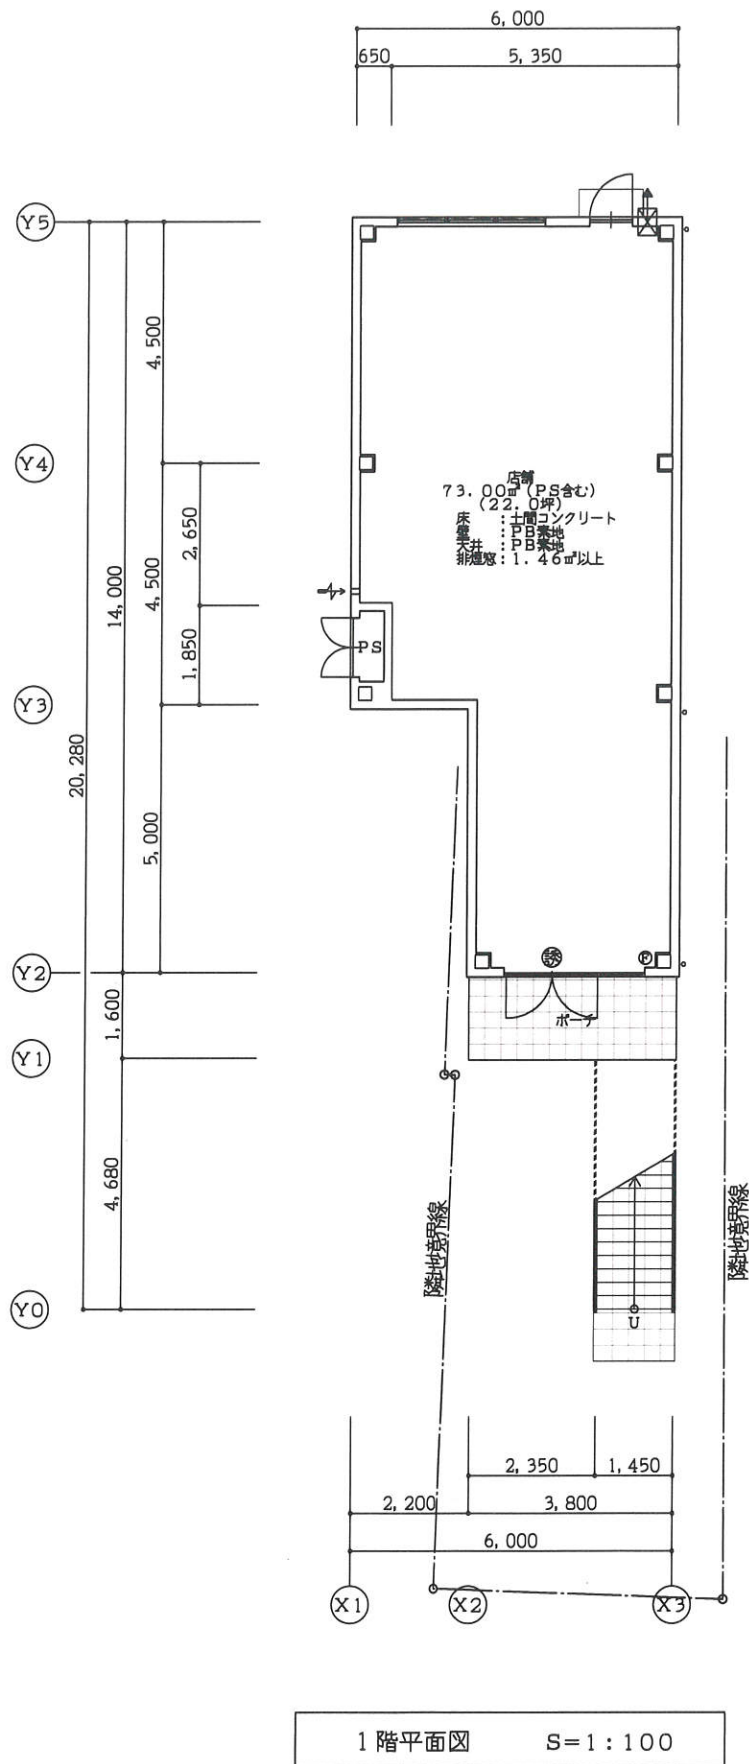 6,000
650
5,350
Y5
4,500
Y4
2,650
14,000
4,500
1,850
店舗
73.00㎡(PS含む)
(22.0坪)
床 :土間コンクリート
壁 :PB素地
天井 :PB素地
排煙窓:1.46㎡以上
PS
Y3
20,280
5,000
誘
F
Y2
1,600
ポーチ
Y1
4,680
隣地境界線
隣地境界線
Y0
U
2,350
1,450
2,200
3,800
6,000
X1
X2
X3
1階平面図 S=1:100